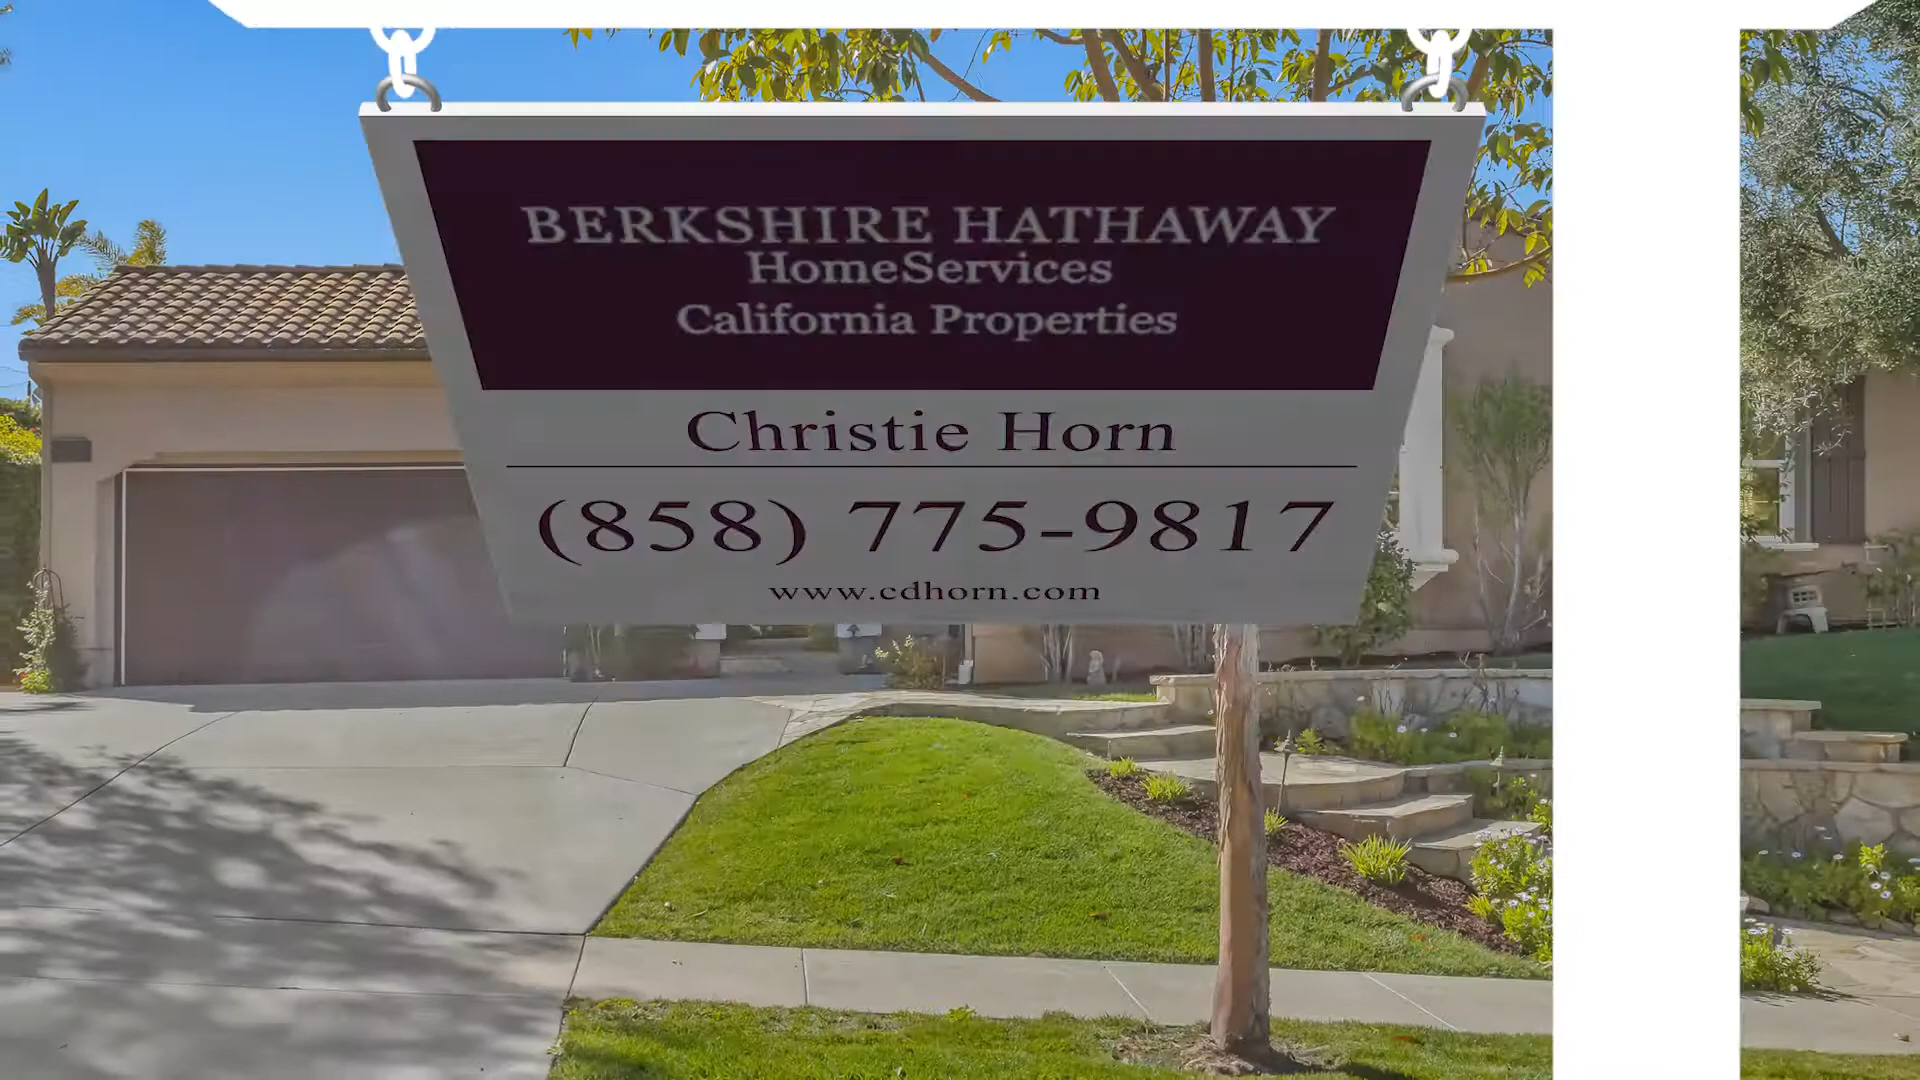 BERKSHIRE HATHAWAY
HomeServices
California Properties
Christie Horn
(858) 775-9817
www.cdhorn.com